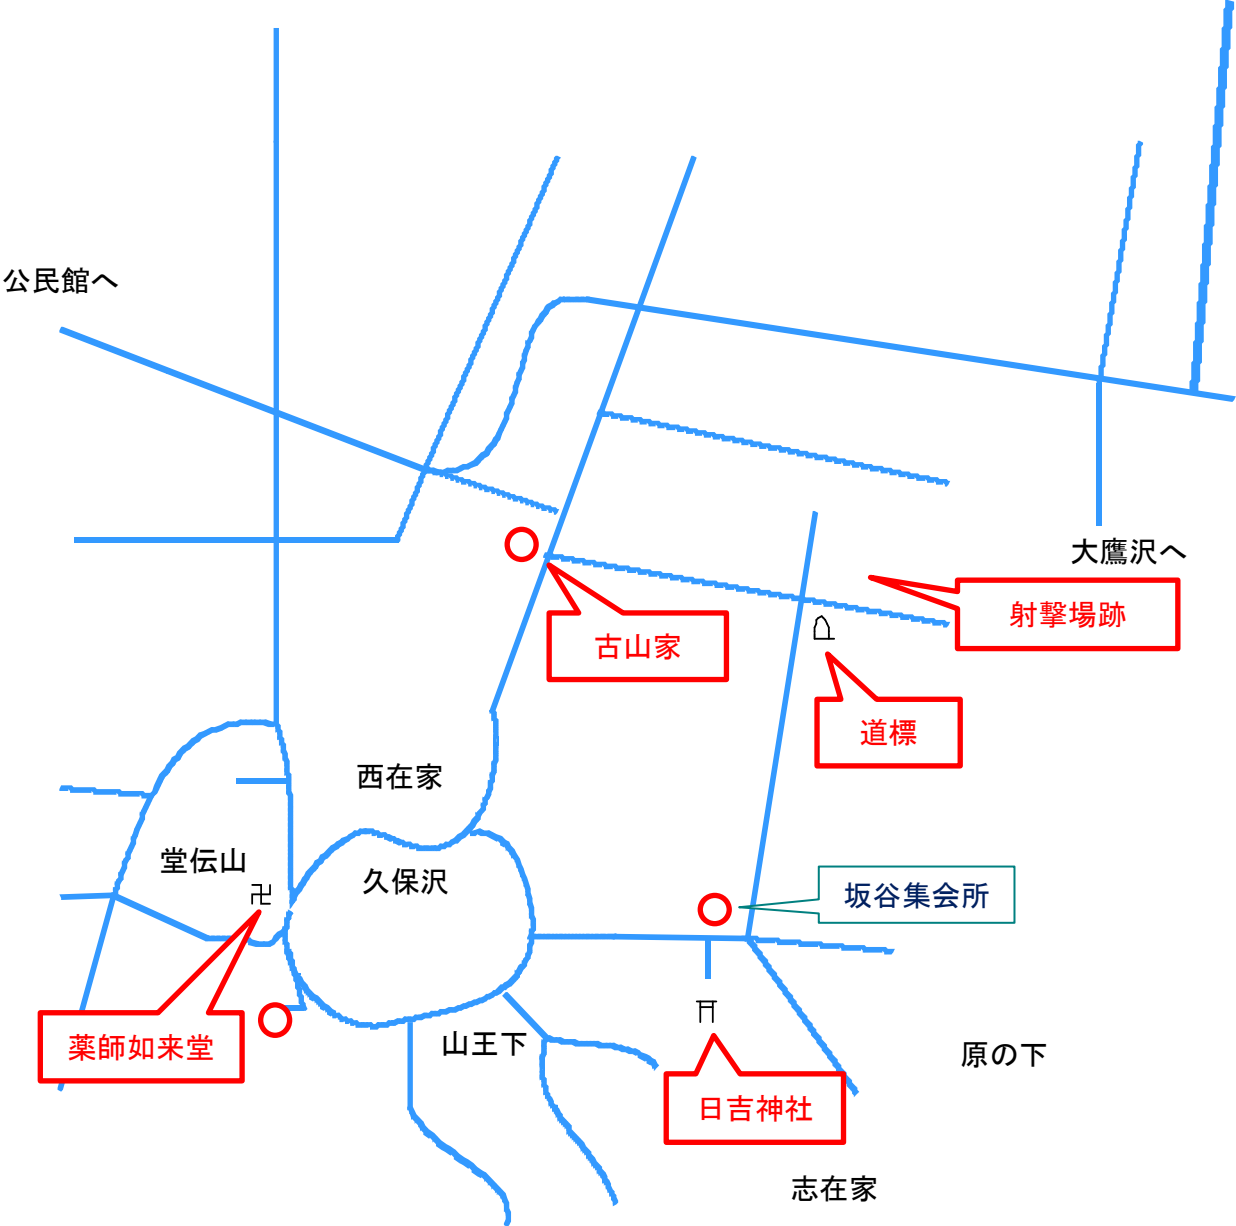 公民館へ
大鷹沢へ
射撃場跡
古山家
道標
西在家
堂伝山
久保沢
卍
坂谷集会所
山王下
薬師如来堂
原の下
日吉神社
志在家